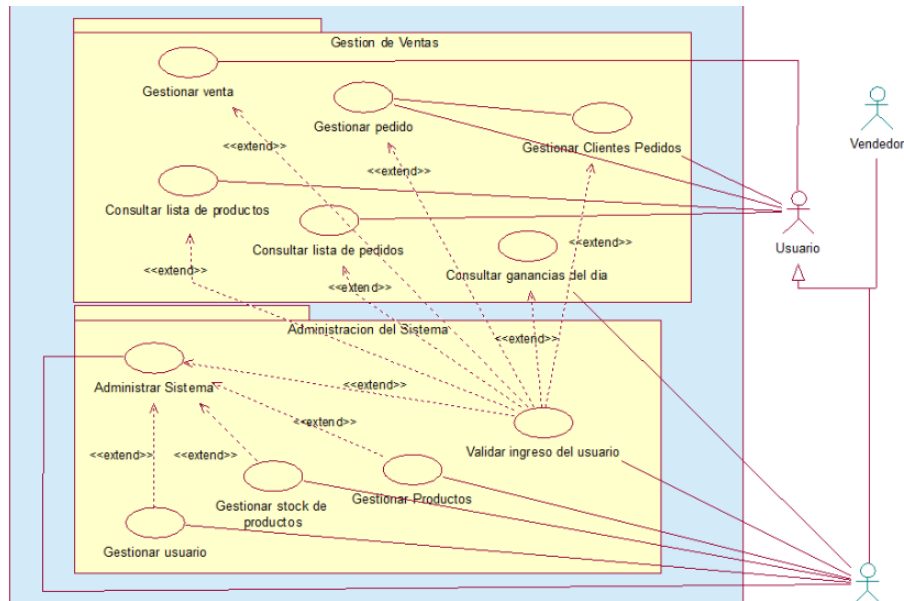 Gestion de Ventas
Gestionar venta
Gestionar pedido
Gestionar Clientes Pedidos
Vendedor
<<extend>>
<<extend>>
Consultar lista de productos
Consultar lista de pedidos
Usuario
<<extend>>
<<extend>>
<<extend>>
Consultar ganancias del dia
Administracion del Sistema
Administrar Sistema
<<extend>>
<<extend>>
<<extend>>
<<extend>>
<<extend>>
Validar ingreso del usuario
Gestionar stock de
productos
Gestionar Productos
Gestionar usuario